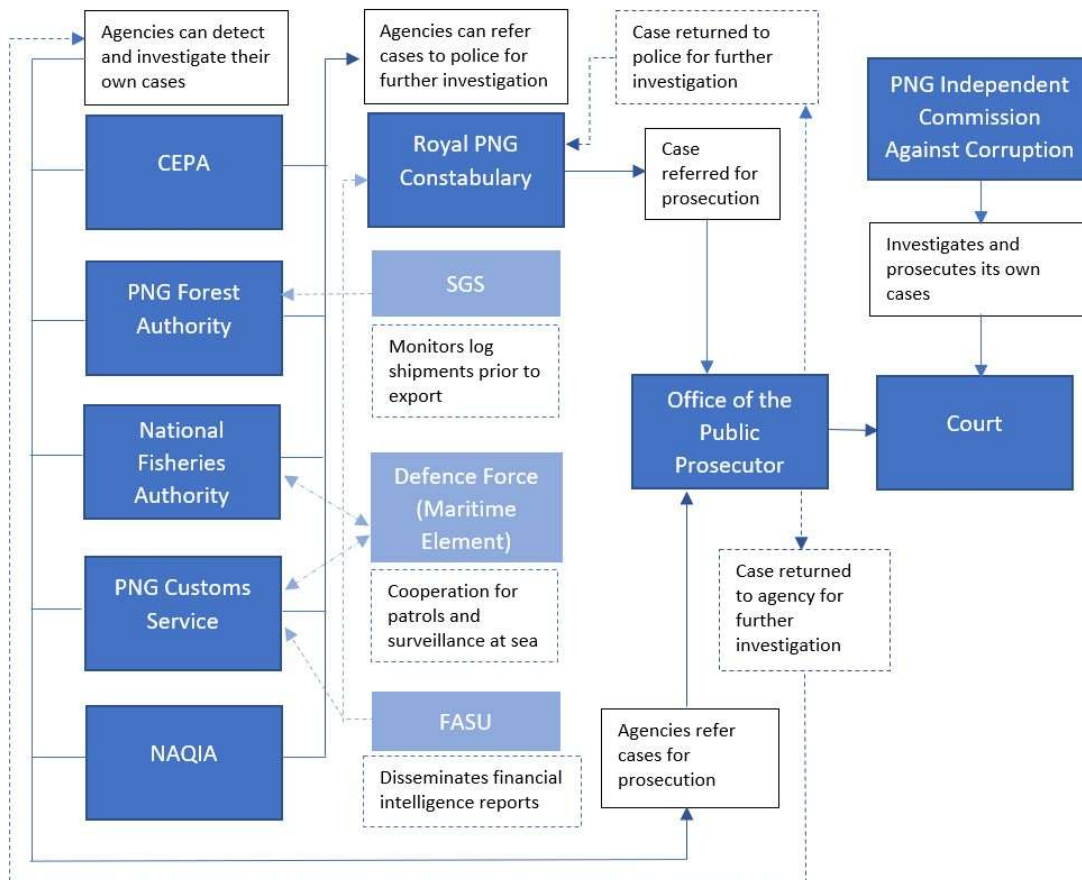 Agencies can detect
and investigate their
own cases
Agencies can refer
cases to police for
further investigation
Case returned to
police for further
investigation
PNG Independent
Commission
Against Corruption
CEPA
Royal PNG
Constabulary
Case
referred for
prosecution
Investigates and
prosecutes its own
cases
PNG Forest
Authority
SGS
Monitors log
shipments prior to
export
Office of the
Public
Prosecutor
Court
National
Fisheries
Authority
Defence Force
(Maritime
Element)
Cooperation for
patrols and
surveillance at sea
PNG Customs
Service
Case returned
to agency for
further
investigation
FASU
Disseminates financial
intelligence reports
NAQIA
Agencies refer
cases for
prosecution